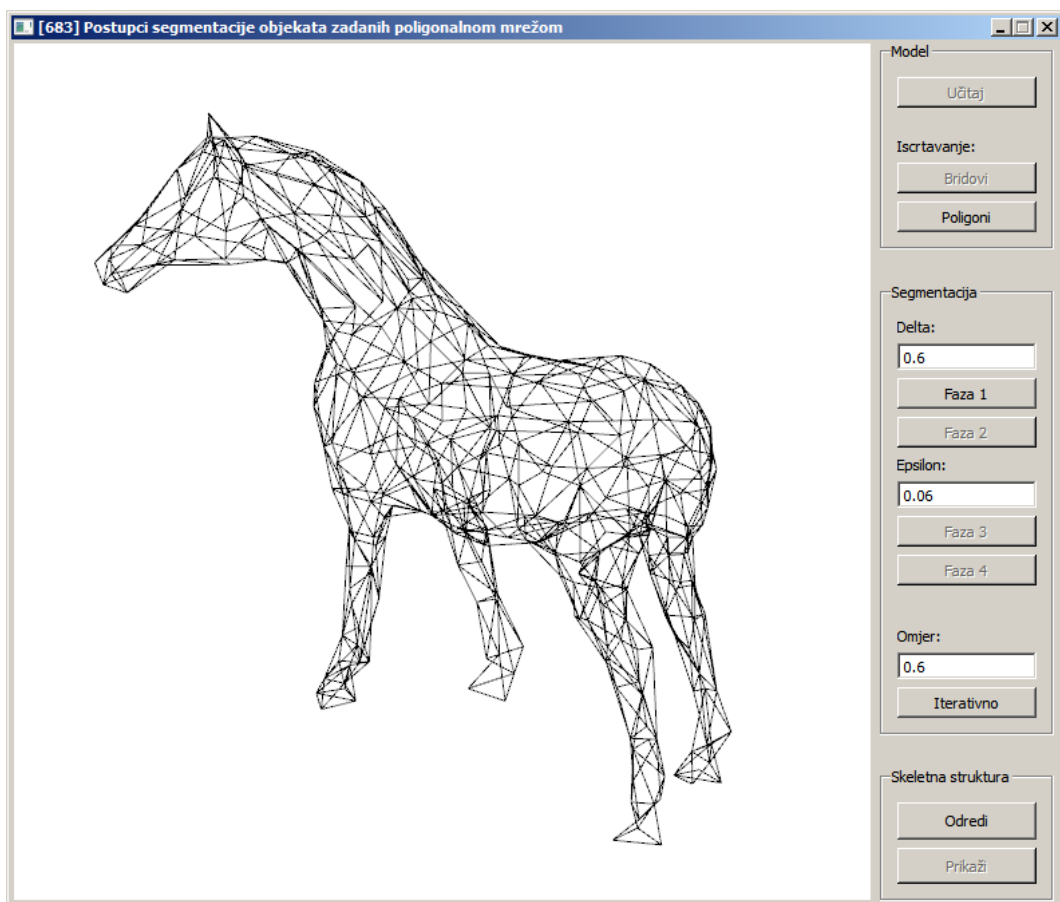 [683] Postupci segmentacije objekata zadanih poligonalnom mrežom
Model
Učitaj
Iscrtavanje:
Bridovi
Poligoni
Segmentacija
Delta:
0.6
Faza 1
Faza 2
Epsilon:
0.06
Faza 3
Faza 4
Omjer:
0.6
Iterativno
Skeletna struktura
Odredi
Prikaži